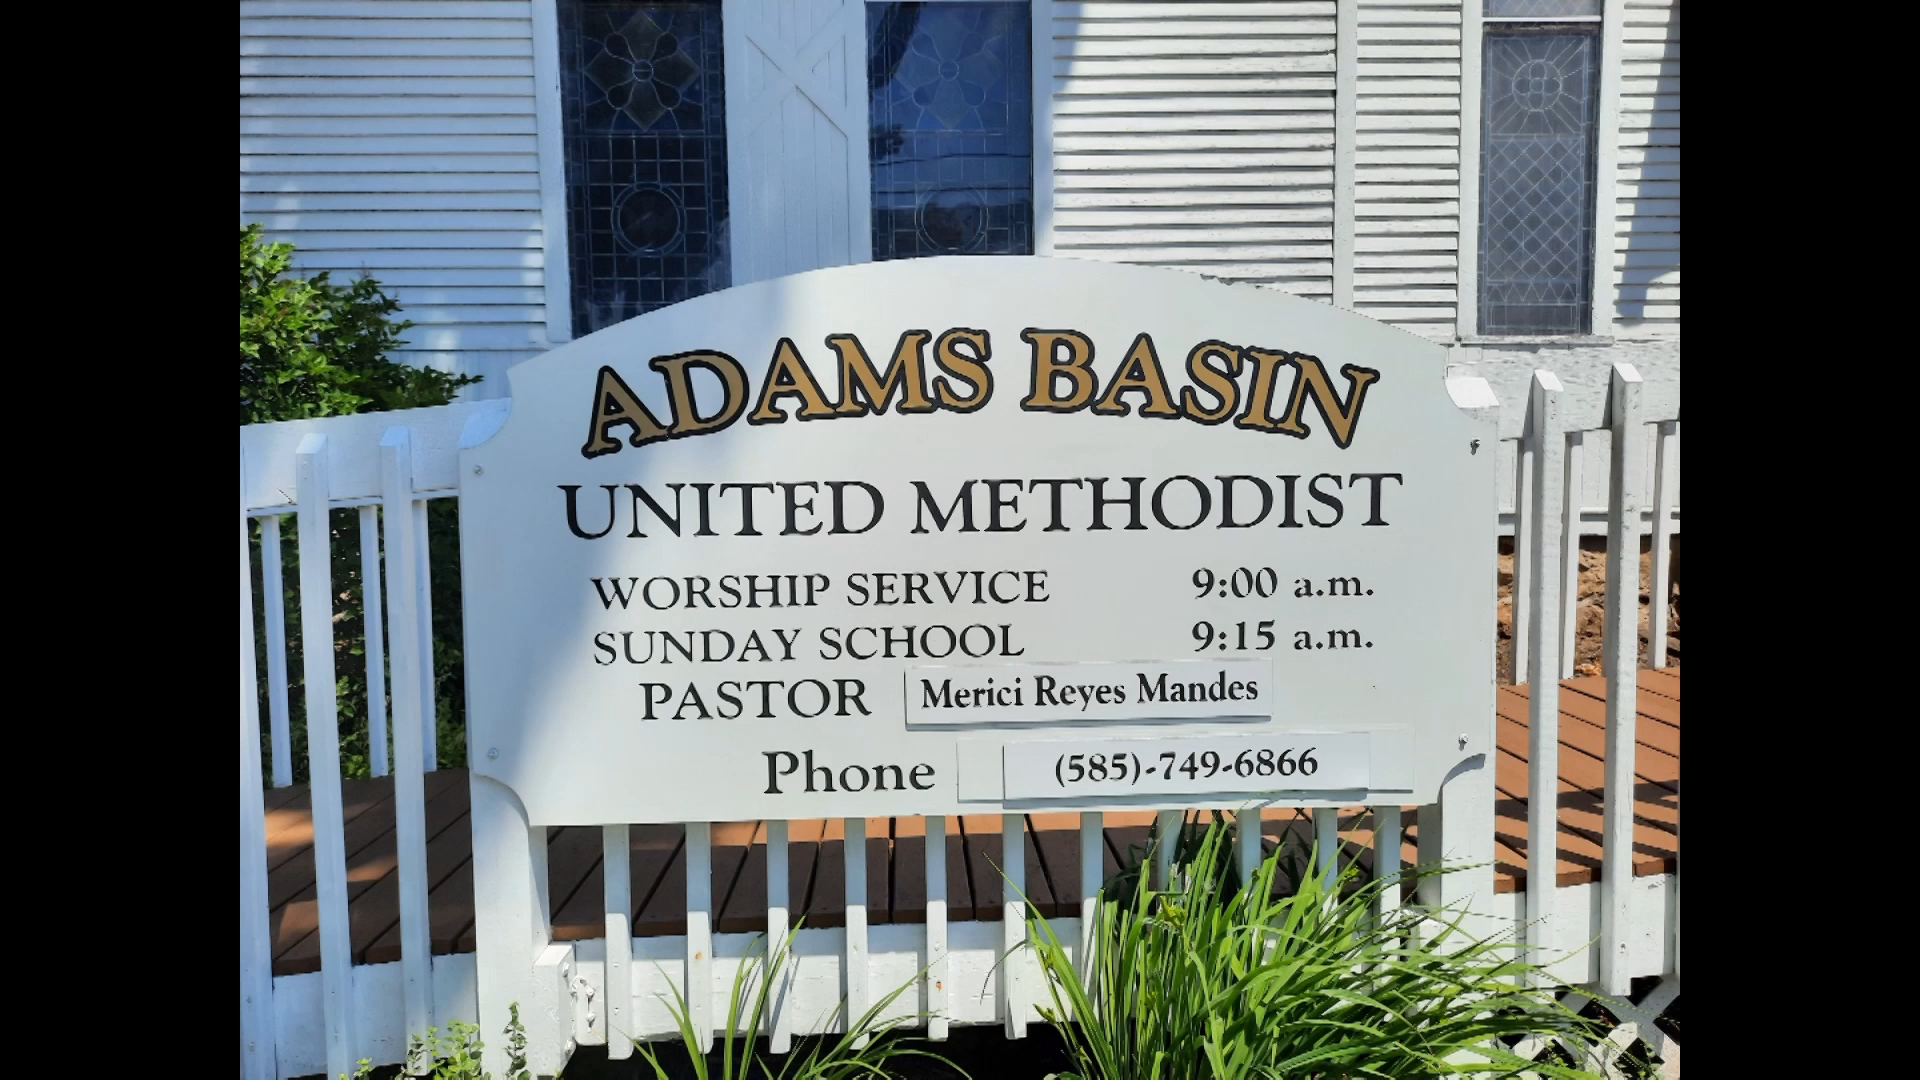 ADAMS BASIN
UNITED METHODIST
WORSHIP SERVICE 9:00 a.m.
SUNDAY SCHOOL 9:15 a.m.
PASTOR Merici Reyes Mandes
Phone (585)-749-6866